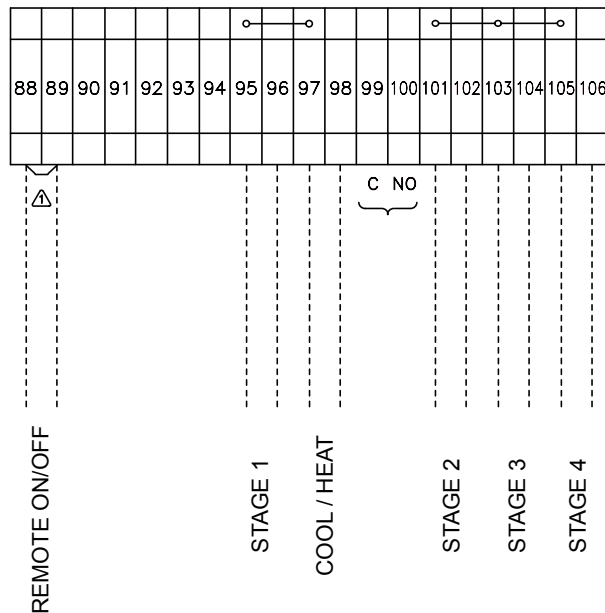 88 89 90 91 92 93 94 95 96 97 98 99 100 101 102 103 104 105 106
1
C NO
REMOTE ON/OFF
STAGE 1
COOL / HEAT
STAGE 2
STAGE 3
STAGE 4